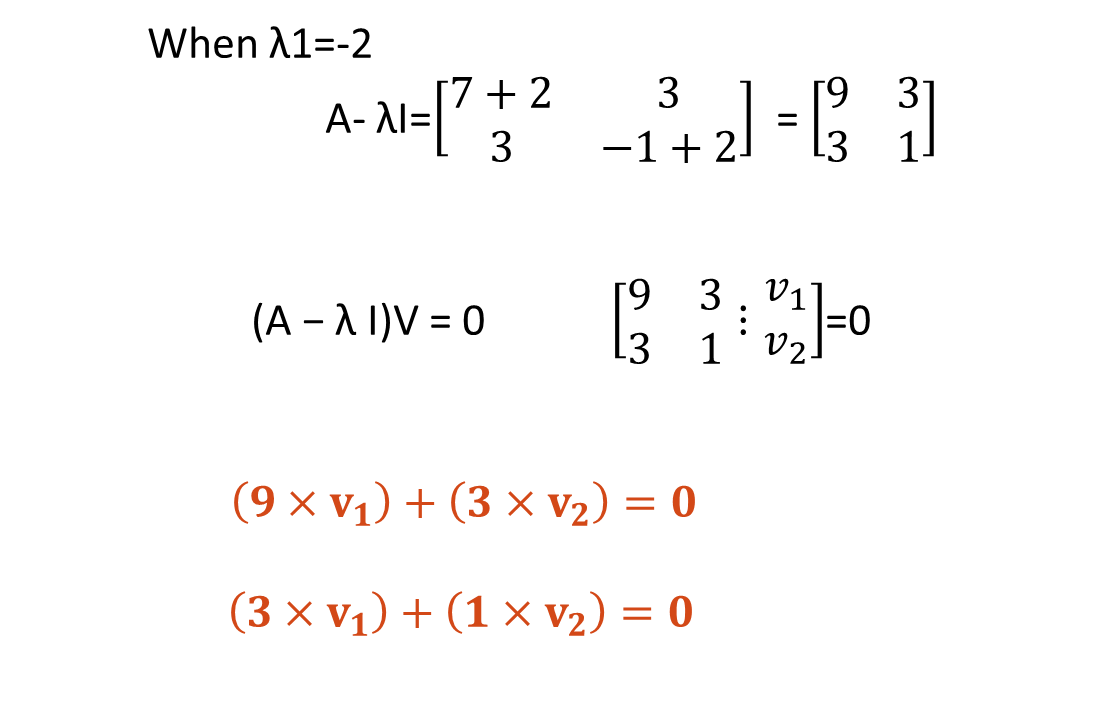 When λ1=-2
A- λI=[7 + 2 3 3 −1 + 2] = [9 3 3 1]
(A − λ I)V = 0 [9 3 3 1 ⋮ v₁ v₂]=0
(9 × v₁) + (3 × v₂) = 0
(3 × v₁) + (1 × v₂) = 0